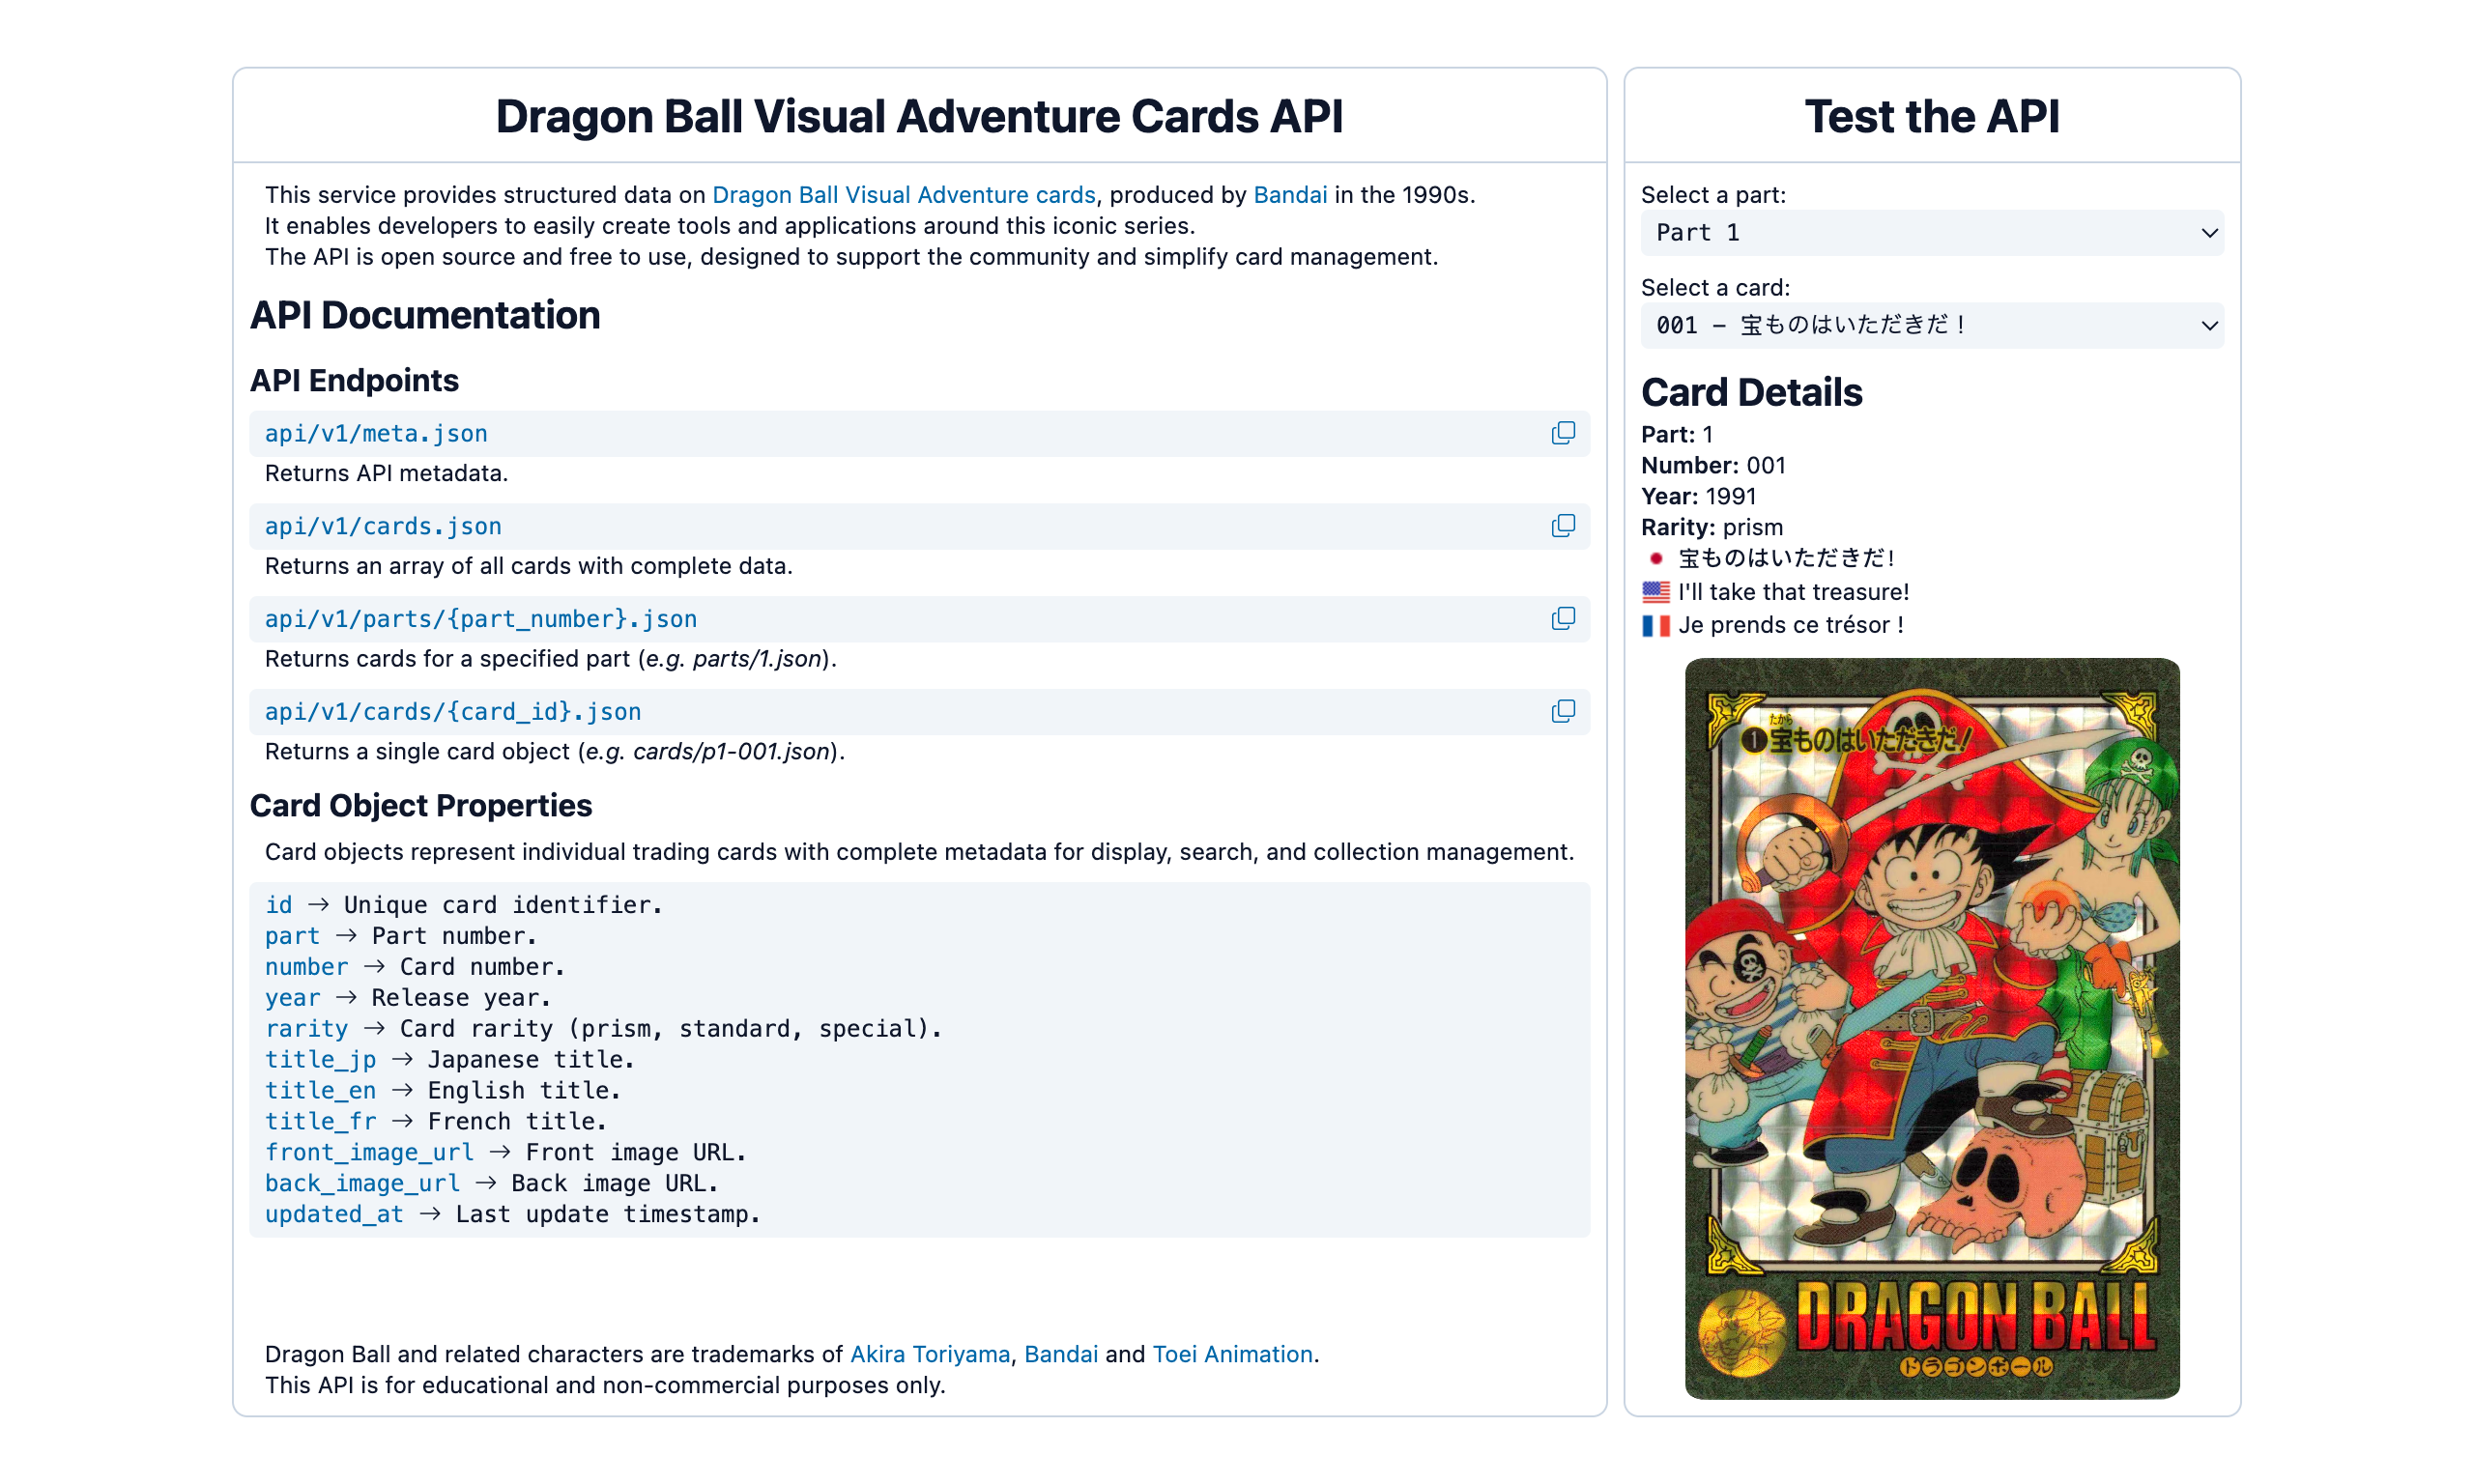 Dragon Ball Visual Adventure Cards API
This service provides structured data on Dragon Ball Visual Adventure cards, produced by Bandai in the 1990s.
It enables developers to easily create tools and applications around this iconic series.
The API is open source and free to use, designed to support the community and simplify card management.
API Documentation
API Endpoints
api/v1/meta.json
Returns API metadata.
api/v1/cards.json
Returns an array of all cards with complete data.
api/v1/parts/{part_number}.json
Returns cards for a specified part (e.g. parts/1.json).
api/v1/cards/{card_id}.json
Returns a single card object (e.g. cards/p1-001.json).
Card Object Properties
Card objects represent individual trading cards with complete metadata for display, search, and collection management.
id → Unique card identifier.
part → Part number.
number → Card number.
year → Release year.
rarity → Card rarity (prism, standard, special).
title_jp → Japanese title.
title_en → English title.
title_fr → French title.
front_image_url → Front image URL.
back_image_url → Back image URL.
updated_at → Last update timestamp.
Dragon Ball and related characters are trademarks of Akira Toriyama, Bandai and Toei Animation.
This API is for educational and non-commercial purposes only.
Test the API
Select a part:
Part 1
Select a card:
001 – 宝ものはいただきだ！
Card Details
Part: 1
Number: 001
Year: 1991
Rarity: prism
宝ものはいただきだ!
I'll take that treasure!
Je prends ce trésor !
たから
1 宝ものはいただきだ!
DRAGON BALL
ドラゴンボール